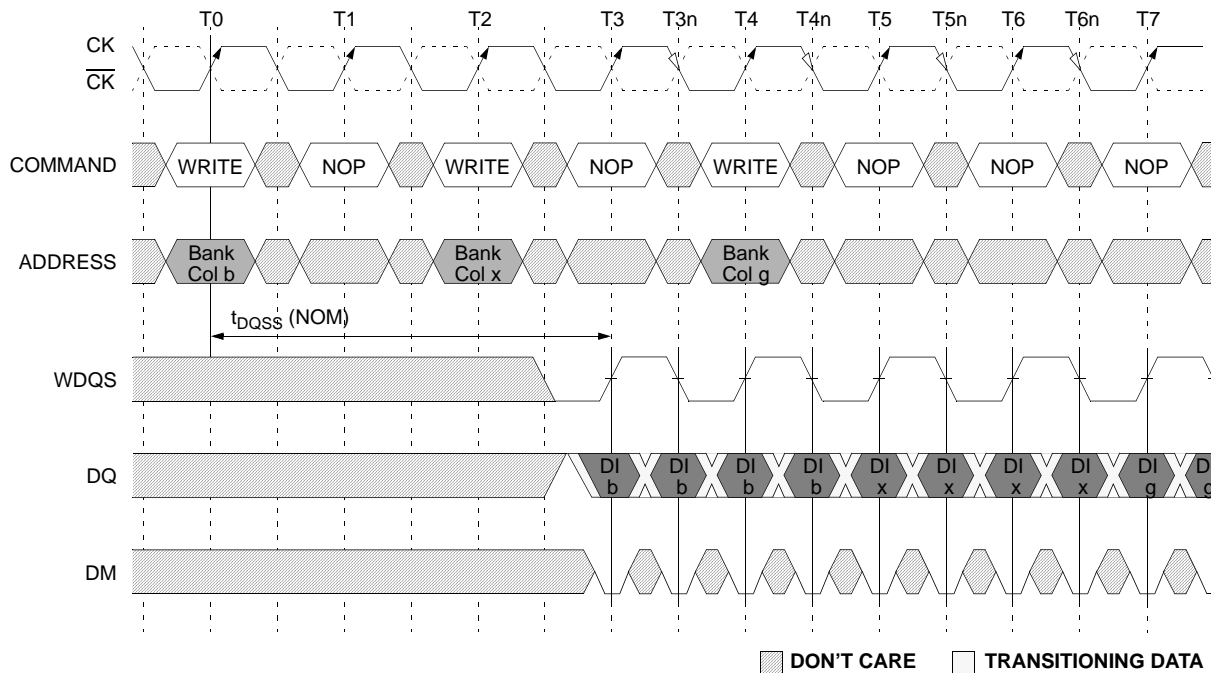 T0 T1 T2 T3 T3n T4 T4n T5 T5n T6 T6n T7
CK
CK
COMMAND WRITE NOP WRITE NOP WRITE NOP NOP NOP
ADDRESS Bank Col b Bank Col x Bank Col g
tDQSS (NOM)
WDQS
DQ DI b DI b DI b DI b DI x DI x DI x DI x DI g D g
DM
DON'T CARE TRANSITIONING DATA